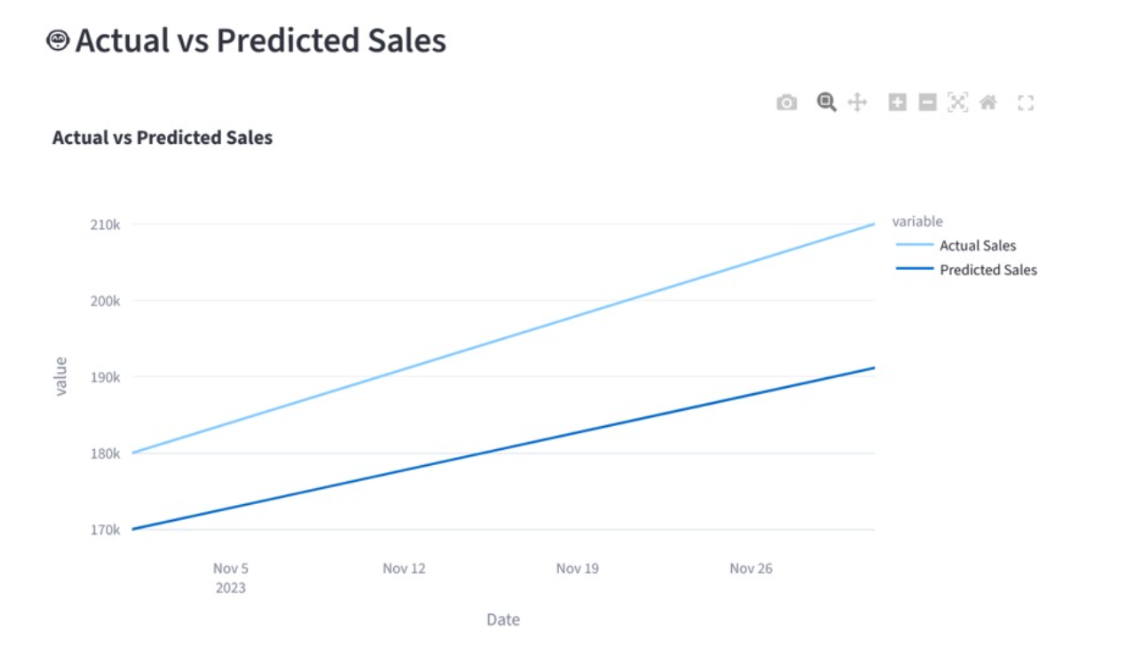 Actual vs Predicted Sales
Actual vs Predicted Sales
210k
200k
190k
180k
170k
value
Nov 5
2023
Nov 12
Nov 19
Nov 26
Date
variable
Actual Sales
Predicted Sales